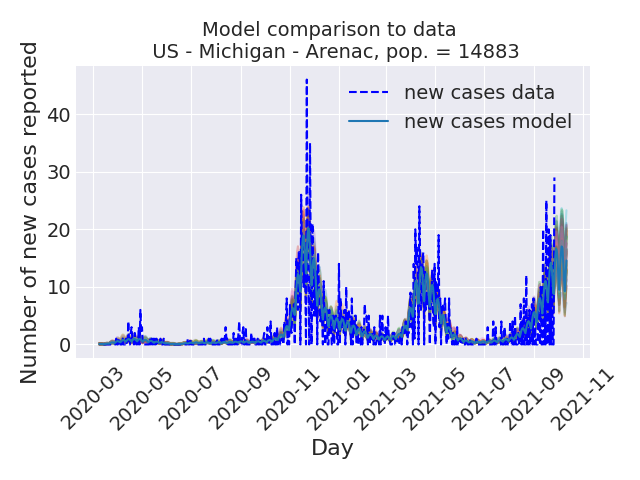 Model comparison to data
US - Michigan - Arenac, pop. = 14883
Number of new cases reported
40
30
20
10
0
new cases data
new cases model
2020-03
2020-05
2020-07
2020-09
2020-11
2021-01
2021-03
2021-05
2021-07
2021-09
2021-11
Day